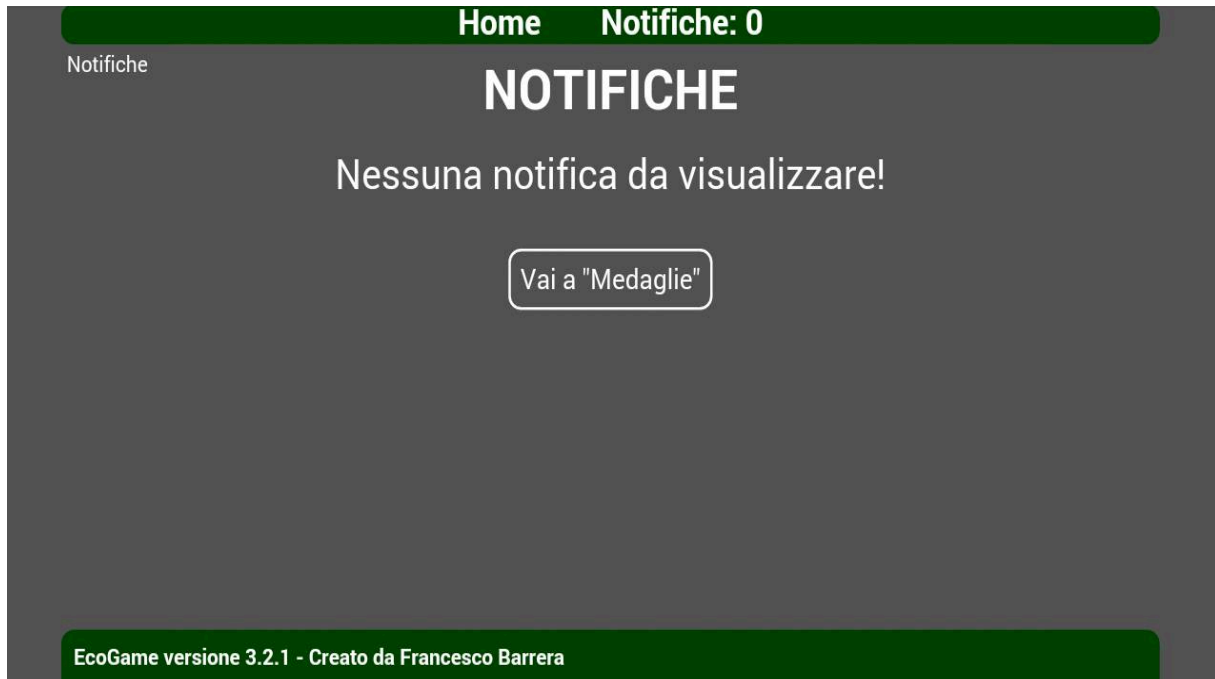 Home Notifiche: 0
Notifiche
NOTIFICHE
Nessuna notifica da visualizzare!
Vai a "Medaglie"
EcoGame versione 3.2.1 - Creato da Francesco Barrera